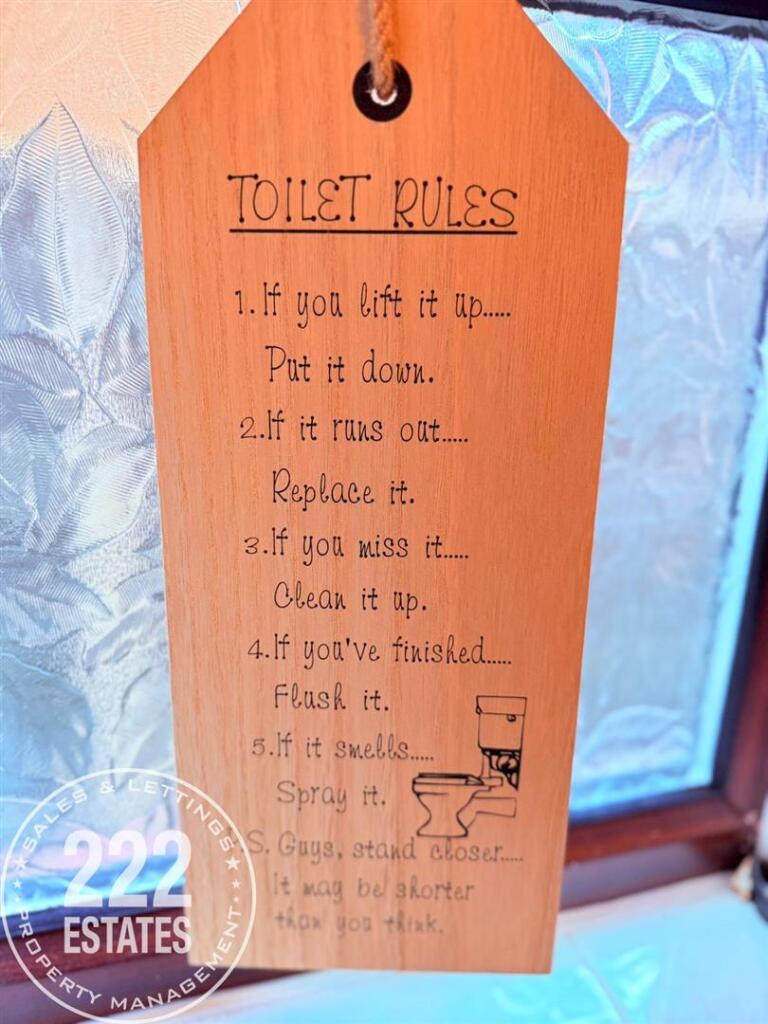 TOILET RULES
1. If you lift it up.....
Put it down.
2. If it runs out.....
Replace it.
3. If you miss it.....
Clean it up.
4. If you've finished.....
Flush it.
5. If it smells.....
Spray it.
.S. Guys, stand closer.....
It may be shorter
than you think.
SALES & LETTINGS
222
ESTATES
PROPERTY MANAGEMENT